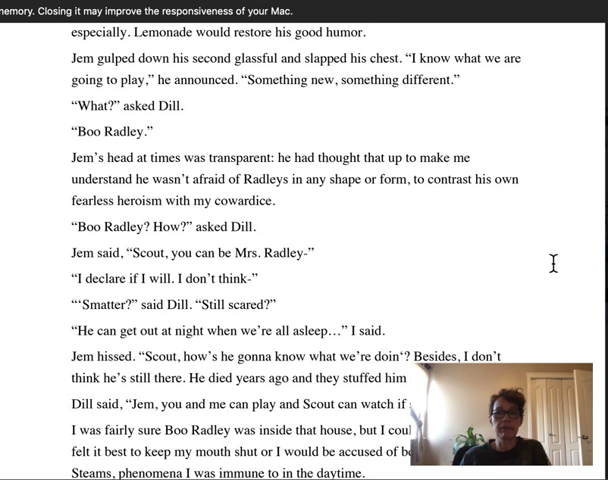 nemory. Closing it may improve the responsiveness of your Mac.
especially. Lemonade would restore his good humor.
Jem gulped down his second glassful and slapped his chest. “I know what we are
going to play,” he announced. “Something new, something different.”
“What?” asked Dill.
“Boo Radley.”
Jem’s head at times was transparent: he had thought that up to make me
understand he wasn’t afraid of Radleys in any shape or form, to contrast his own
fearless heroism with my cowardice.
“Boo Radley? How?” asked Dill.
Jem said, “Scout, you can be Mrs. Radley-”
“I declare if I will. I don’t think-”
“‘Smatter?” said Dill. “Still scared?”
“He can get out at night when we’re all asleep…” I said.
Jem hissed. “Scout, how’s he gonna know what we’re doin‘? Besides, I don’t
think he’s still there. He died years ago and they stuffed him
Dill said, “Jem, you and me can play and Scout can watch if
I was fairly sure Boo Radley was inside that house, but I
felt it best to keep my mouth shut or I would be accused of
Steams, phenomena I was immune to in the daytime.